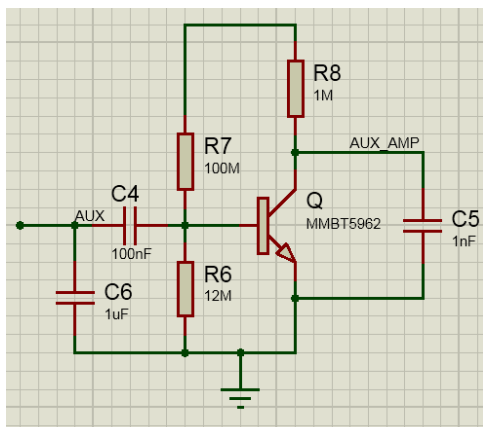 R8
1M
AUX_AMP
R7
100M
C4
AUX
100nF
Q
MMBT5962
C5
1nF
R6
12M
C6
1uF